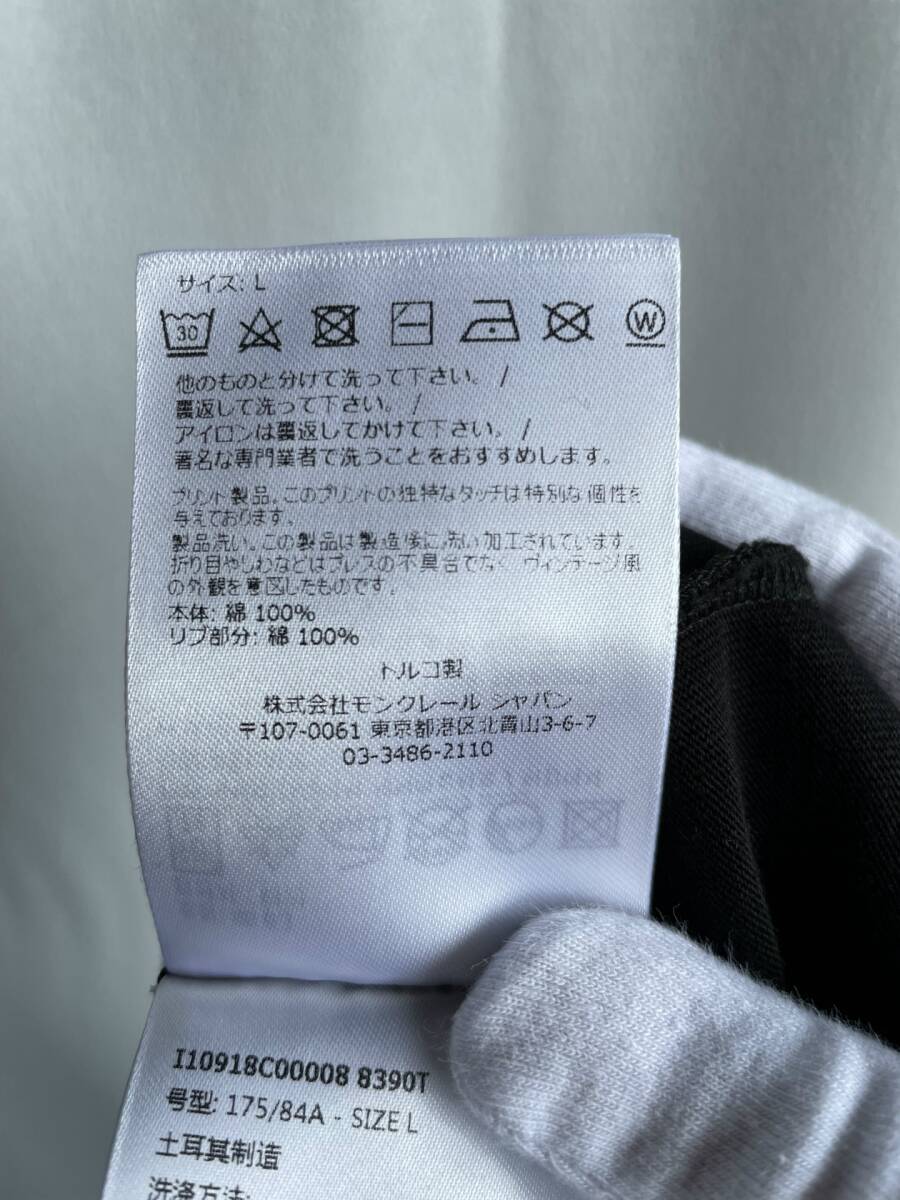 サイズ: L
30
W
他のものと分けて洗って下さい。/
裏返して洗って下さい。/
アイロンは裏返してかけて下さい。/
著名な専門業者で洗うことをおすすめします。
プリント製品。このプリントの独特なタッチは特別な個性を
与えております。
製品洗い。この製品は製造後に洗い加工されています。
折り目やしわなどはプレスの不具合でなく ヴィンテージ風
の外観を意図したものです。
本体: 綿 100%
リブ部分: 綿 100%
トルコ製
株式会社モンクレール ジャパン
〒107-0061 東京都港区北青山3-6-7
03-3486-2110
I10918C00008 8390T
号型: 175/84A - SIZE L
土耳其制造
洗涤方法: